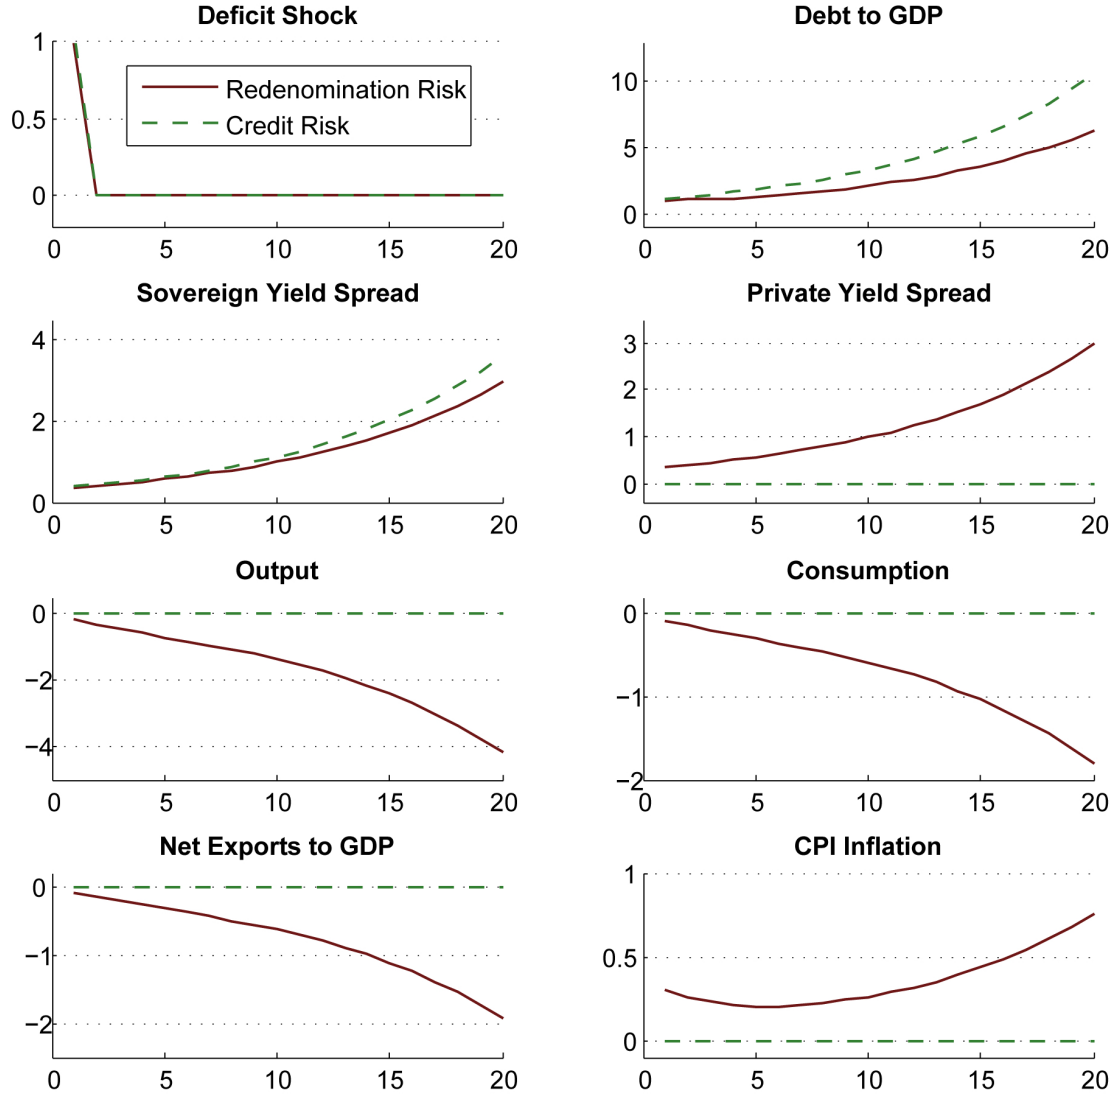 Deficit Shock
1
0.5
0
0 5 10 15 20
Redenomination Risk
Credit Risk
Debt to GDP
10
5
0
0 5 10 15 20
Sovereign Yield Spread
4
2
0
0 5 10 15 20
Private Yield Spread
3
2
1
0
0 5 10 15 20
Output
0
−2
−4
0 5 10 15 20
Consumption
0
−1
−2
0 5 10 15 20
Net Exports to GDP
0
−1
−2
0 5 10 15 20
CPI Inflation
1
0.5
0
0 5 10 15 20